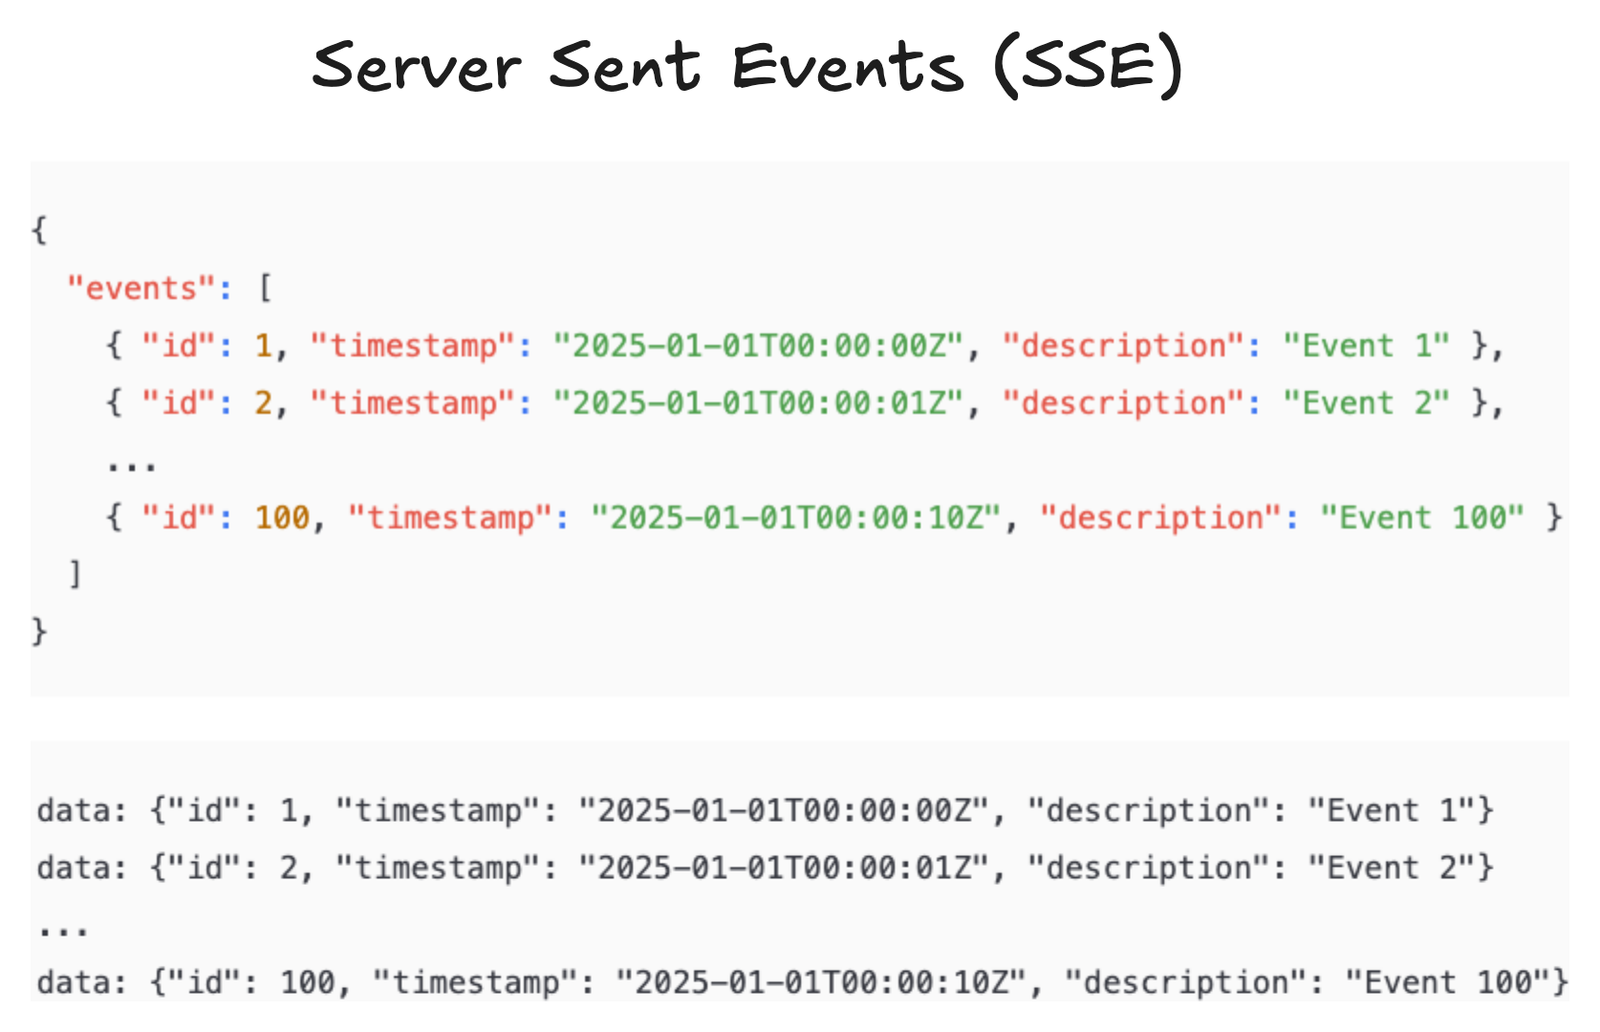 Server Sent Events (SSE)
{
  "events": [
    { "id": 1, "timestamp": "2025-01-01T00:00:00Z", "description": "Event 1" },
    { "id": 2, "timestamp": "2025-01-01T00:00:01Z", "description": "Event 2" },
    ...
    { "id": 100, "timestamp": "2025-01-01T00:00:10Z", "description": "Event 100" }
  ]
}
data: {"id": 1, "timestamp": "2025-01-01T00:00:00Z", "description": "Event 1"}
data: {"id": 2, "timestamp": "2025-01-01T00:00:01Z", "description": "Event 2"}
...
data: {"id": 100, "timestamp": "2025-01-01T00:00:10Z", "description": "Event 100"}